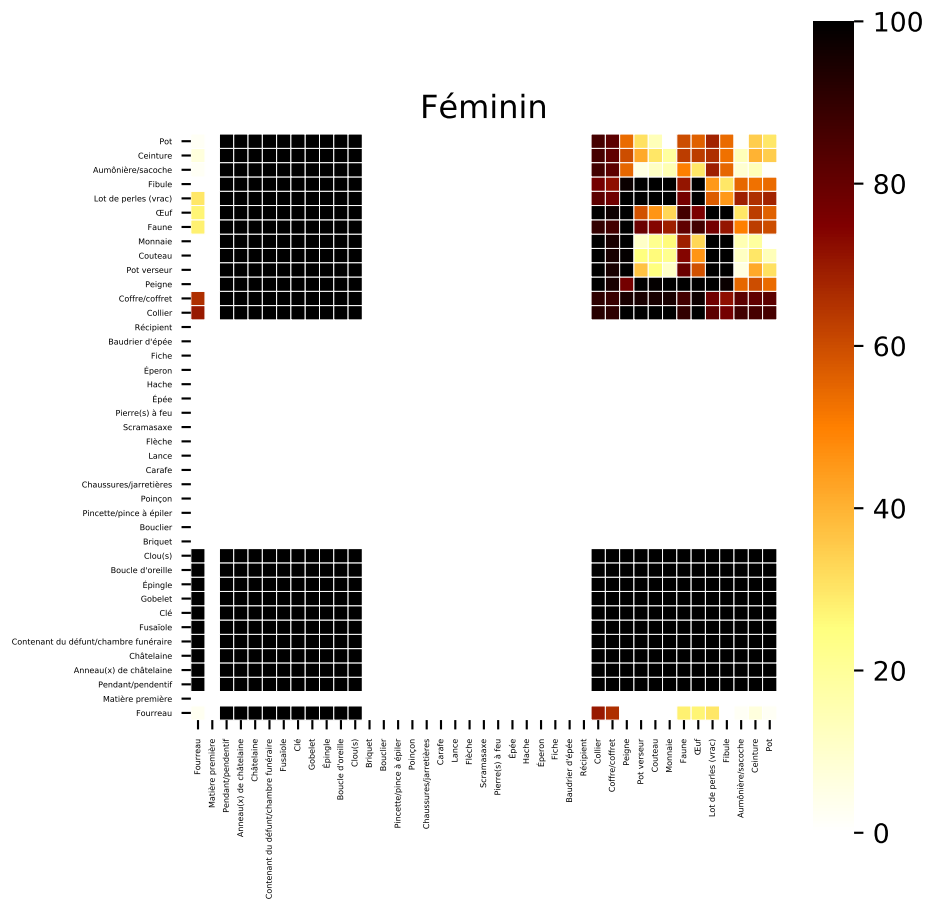 Féminin
100
80
60
40
20
0
Pot
Ceinture
Aumônière/sacoche
Fibule
Lot de perles (vrac)
Œuf
Faune
Monnaie
Couteau
Pot verseur
Peigne
Coffre/coffret
Collier
Récipient
Baudrier d'épée
Fiche
Éperon
Hache
Épée
Pierre(s) à feu
Scramasaxe
Flèche
Lance
Carafe
Chaussures/jarretières
Poinçon
Pincette/pince à épiler
Bouclier
Briquet
Clou(s)
Boucle d'oreille
Épingle
Gobelet
Clé
Fusaïole
Contenant du défunt/chambre funéraire
Châtelaine
Anneau(x) de châtelaine
Pendant/pendentif
Matière première
Fourreau
Fourreau
Matière première
Pendant/pendentif
Anneau(x) de châtelaine
Châtelaine
Contenant du défunt/chambre funéraire
Fusaïole
Clé
Gobelet
Épingle
Boucle d'oreille
Clou(s)
Briquet
Bouclier
Pincette/pince à épiler
Poinçon
Chaussures/jarretières
Carafe
Lance
Flèche
Scramasaxe
Pierre(s) à feu
Épée
Hache
Éperon
Fiche
Baudrier d'épée
Récipient
Collier
Coffre/coffret
Peigne
Pot verseur
Couteau
Monnaie
Faune
Œuf
Lot de perles (vrac)
Fibule
Aumônière/sacoche
Ceinture
Pot